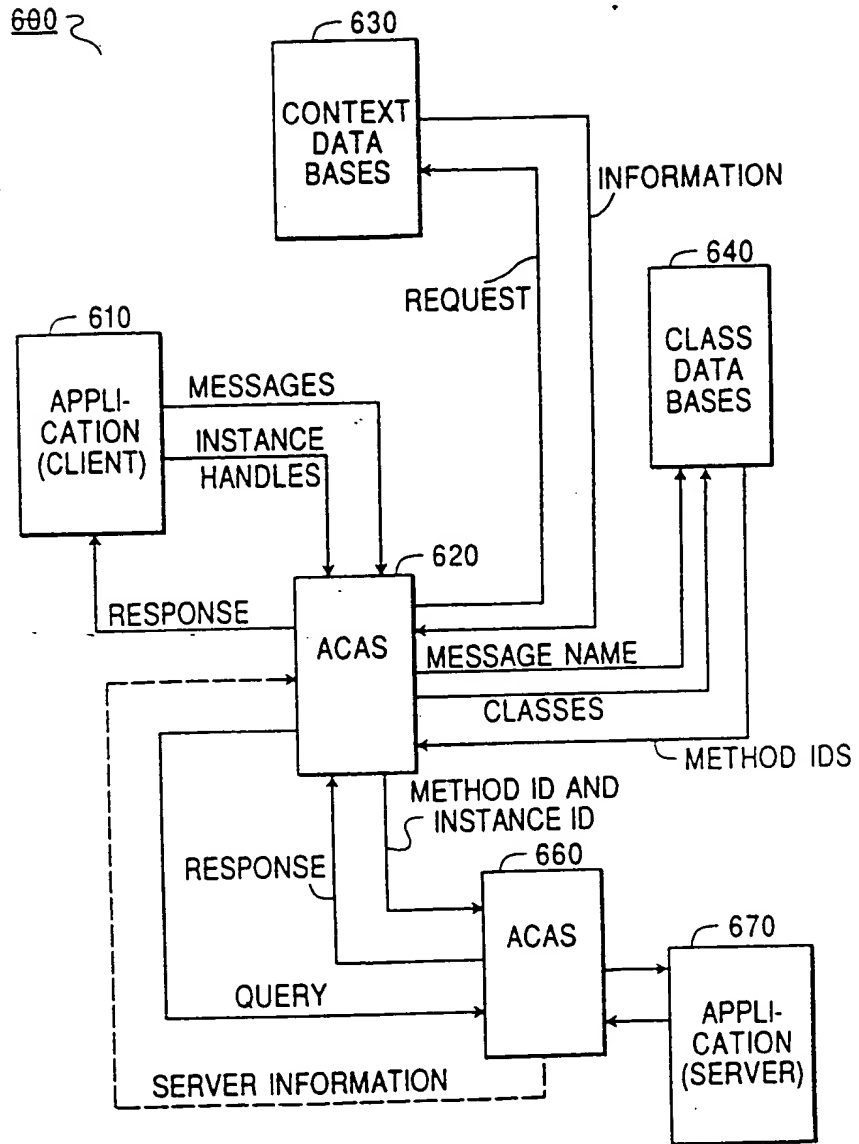 600
630
CONTEXT
DATA
BASES
INFORMATION
REQUEST
640
CLASS
DATA
BASES
610
APPLI-
CATION
(CLIENT)
MESSAGES
INSTANCE
HANDLES
RESPONSE
620
ACAS
MESSAGE NAME
CLASSES
METHOD IDS
METHOD ID AND
INSTANCE ID
RESPONSE
660
ACAS
QUERY
670
APPLI-
CATION
(SERVER)
SERVER INFORMATION